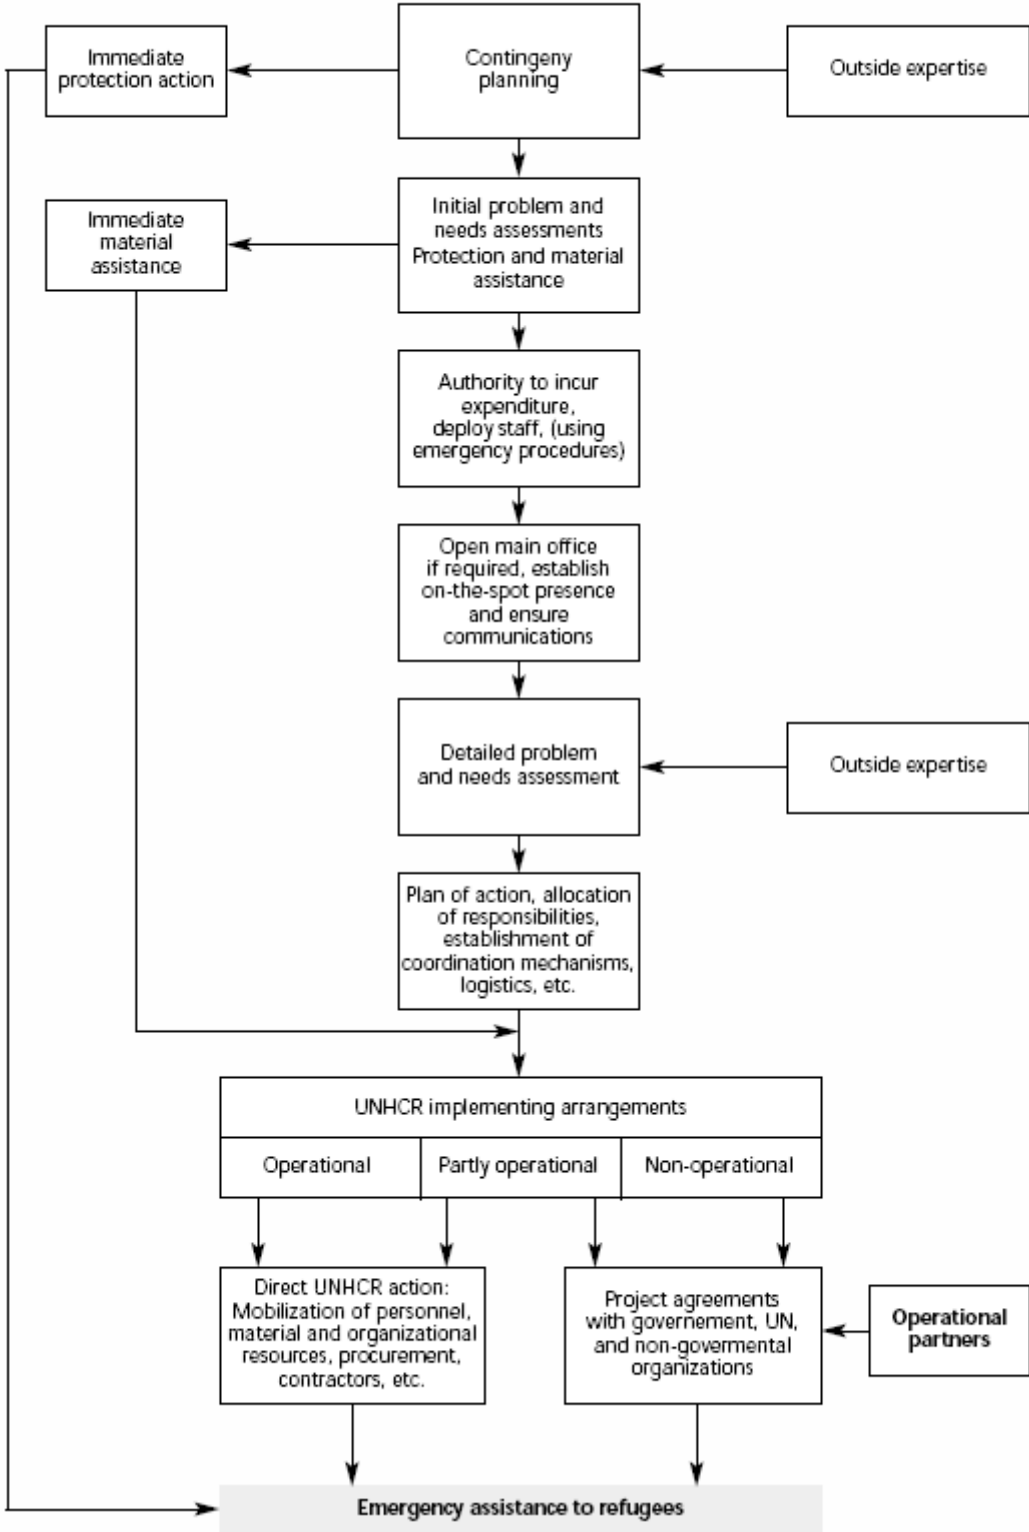 Immediate
protection action
Contingeny
planning
Outside expertise
Immediate
material
assistance
Initial problem and
needs assessments
Protection and material
assistance
Authority to incur
expenditure,
deploy staff, (using
emergency procedures)
Open main office
if required, establish
on-the-spot presence
and ensure
communications
Detailed problem
and needs assessment
Outside expertise
Plan of action, allocation
of responsibilities,
establishment of
coordination mechanisms,
logistics, etc.
UNHCR implementing arrangements
Operational
Partly operational
Non-operational
Direct UNHCR action:
Mobilization of personnel,
material and organizational
resources, procurement,
contractors, etc.
Project agreements
with governement, UN,
and non-govermental
organizations
Operational
partners
Emergency assistance to refugees